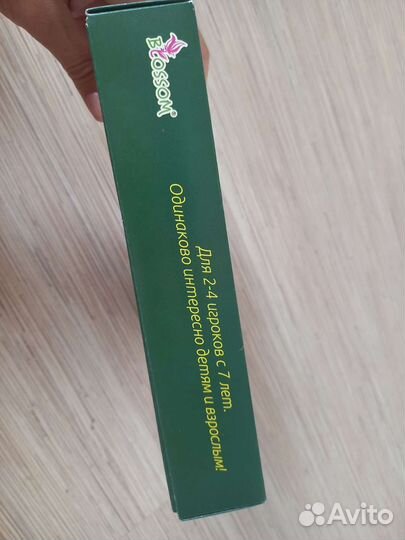 BLOSSOM®
Для 2-4 игроков с 7 лет.
Одинаково интересно детям и взрослым!
Avito